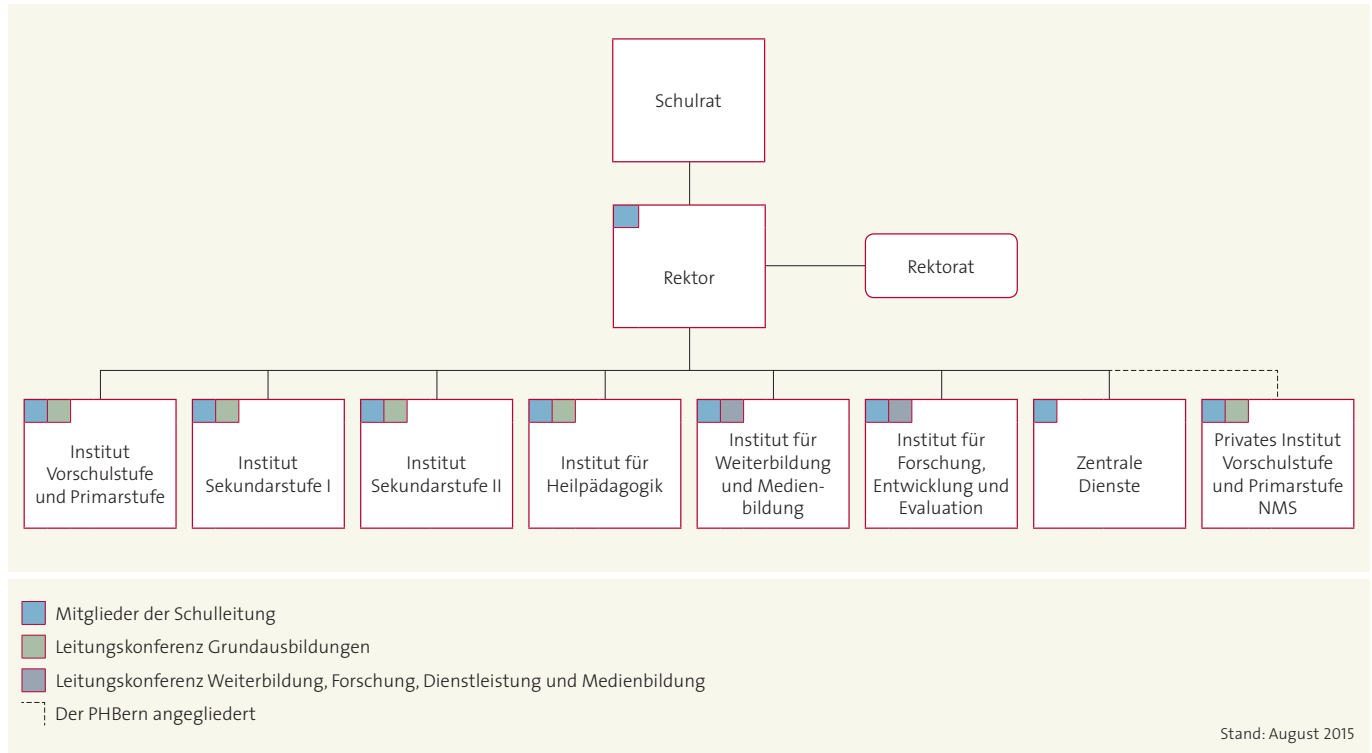 Schulrat
Rektor
Rektorat
Institut
Vorschulstufe
und Primarstufe
Institut
Sekundarstufe I
Institut
Sekundarstufe II
Institut für
Heilpädagogik
Institut für
Weiterbildung
und Medien-
bildung
Institut für
Forschung,
Entwicklung und
Evaluation
Zentrale
Dienste
Privates Institut
Vorschulstufe
und Primarstufe
NMS
Mitglieder der Schulleitung
Leitungskonferenz Grundausbildungen
Leitungskonferenz Weiterbildung, Forschung, Dienstleistung und Medienbildung
Der PHBern angegliedert
Stand: August 2015